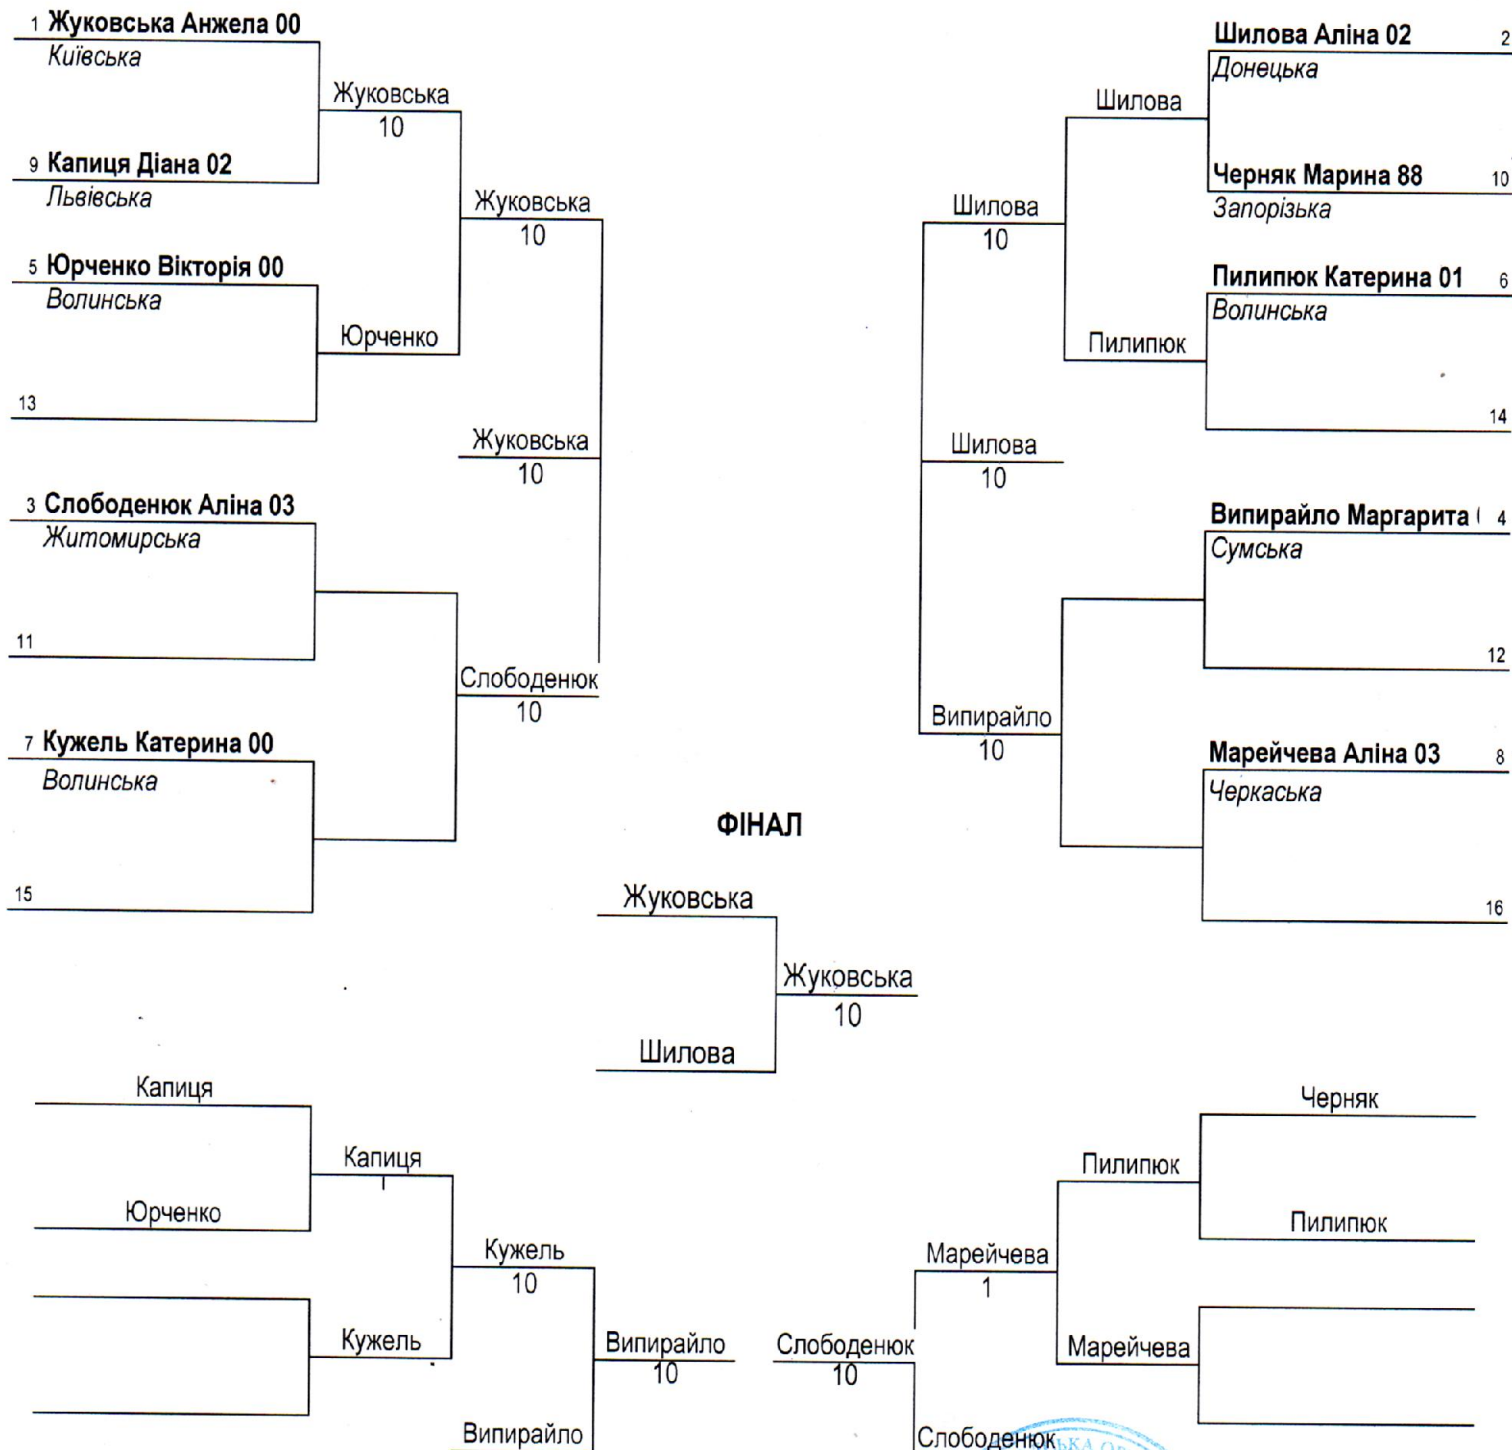 1 Жуковська Анжела 00
Київська
Жуковська
10
9 Капиця Діана 02
Львівська
Жуковська
10
5 Юрченко Вікторія 00
Волинська
Юрченко
13
Жуковська
10
3 Слободенюк Аліна 03
Житомирська
11
Слободенюк
10
7 Кужель Катерина 00
Волинська
15
Шилова Аліна 02 2
Донецька
Шилова
Черняк Марина 88 10
Запорізька
Шилова
10
Пилипюк Катерина 01 6
Волинська
Пилипюк
14
Шилова
10
Випирайло Маргарита 4
Сумська
12
Випирайло
10
Марейчева Аліна 03 8
Черкаська
16
ФІНАЛ
Жуковська
Жуковська
10
Шилова
Капиця
Капиця
Юрченко
Кужель
10
Кужель
Випирайло
10
Випирайло
Черняк
Пилипюк
Пилипюк
Марейчева
1
Марейчева
Слободенюк
10
Слободенюк